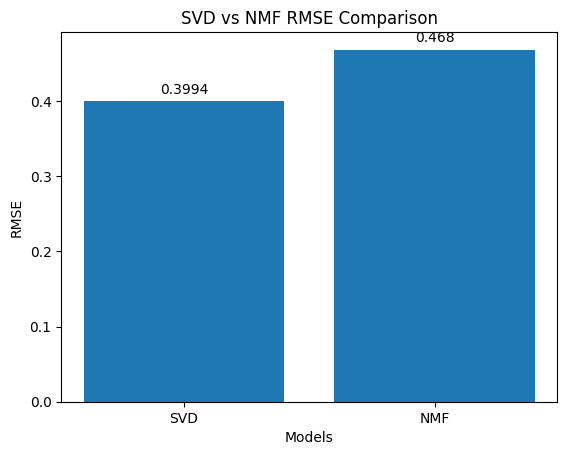 SVD vs NMF RMSE Comparison
0.468
0.3994
0.4
0.3
0.2
0.1
0.0
RMSE
SVD
NMF
Models